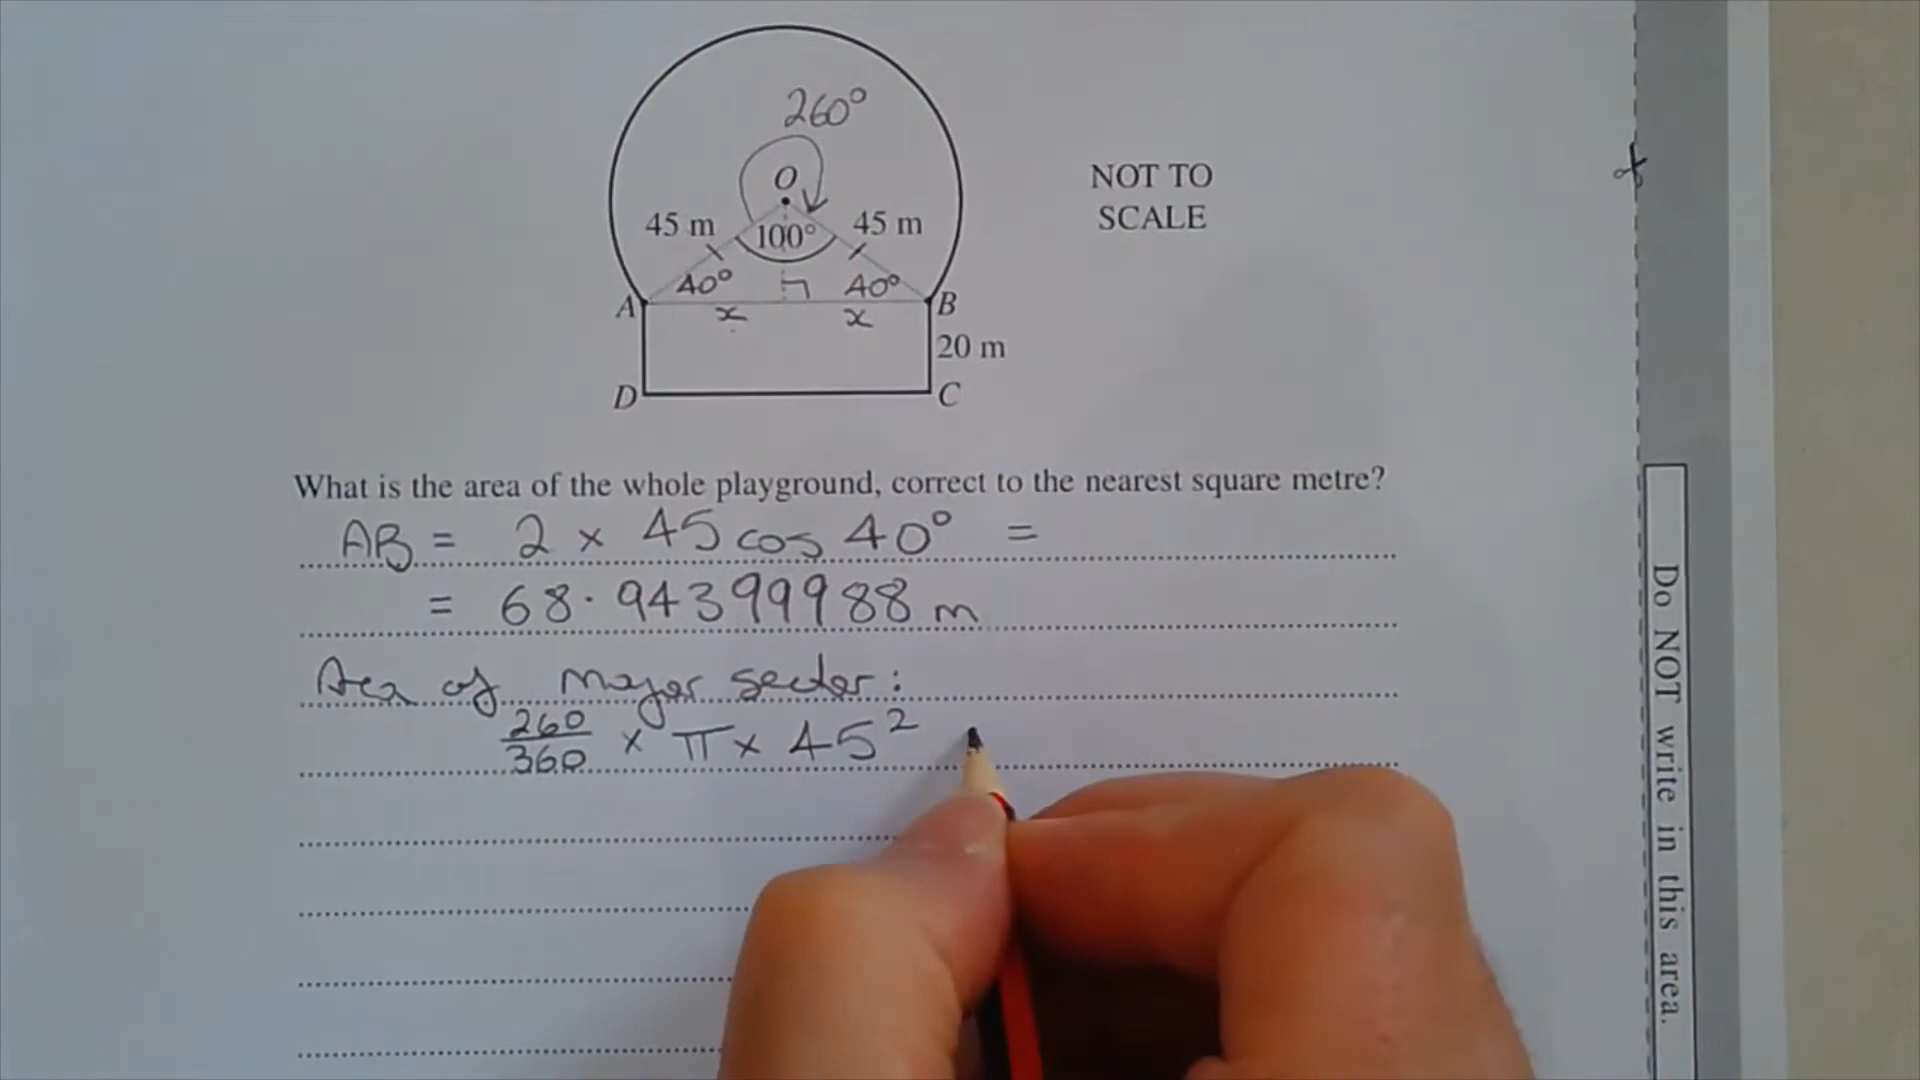 260°
O
45 m
45 m
100°
40°
40°
A
B
x
x
20 m
D
C
NOT TO
SCALE
What is the area of the whole playground, correct to the nearest square metre?
AB = 2 × 45 cos 40° =
= 68.94399988 m
Area of major sector:
260/360 × π × 45²
Do NOT write in this area.